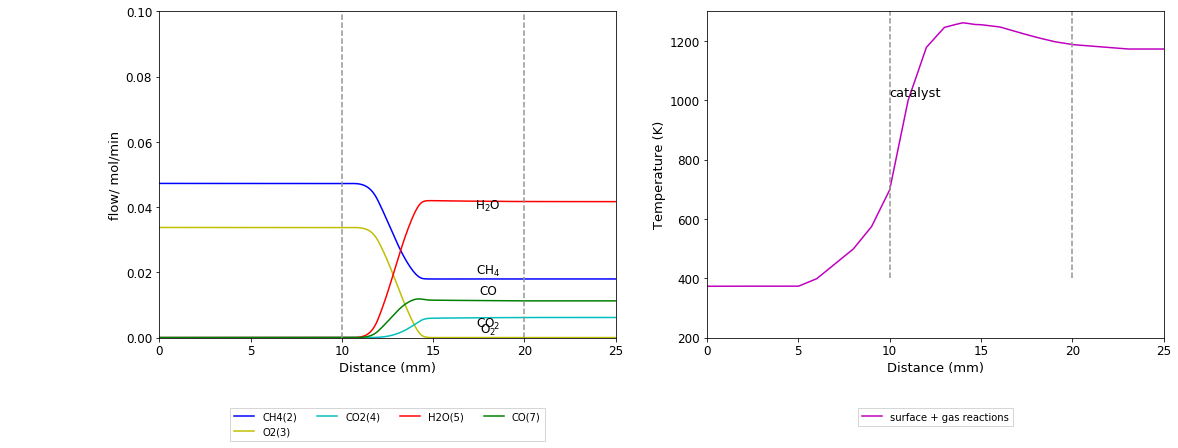 0.10
0.08
0.06
0.04
0.02
0.00
flow/ mol/min
H2O
CH4
CO
CO2
O2
0 5 10 15 20 25
Distance (mm)
CH4(2) CO2(4) H2O(5) CO(7)
O2(3)
1200
1000
800
600
400
200
Temperature (K)
catalyst
0 5 10 15 20 25
Distance (mm)
surface + gas reactions